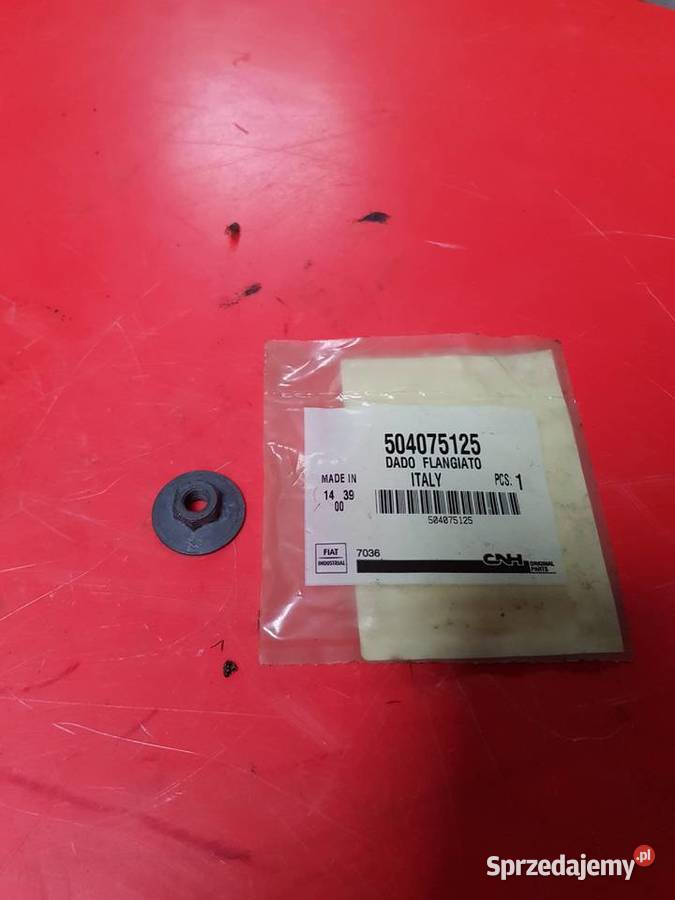 504075125
DADO FLANGIATO
MADE IN ITALY PCS. 1
14 39
00
504075125
FIAT
INDUSTRIAL
7036
CNH ORIGINAL
PARTS
Sprzedajemy.pl